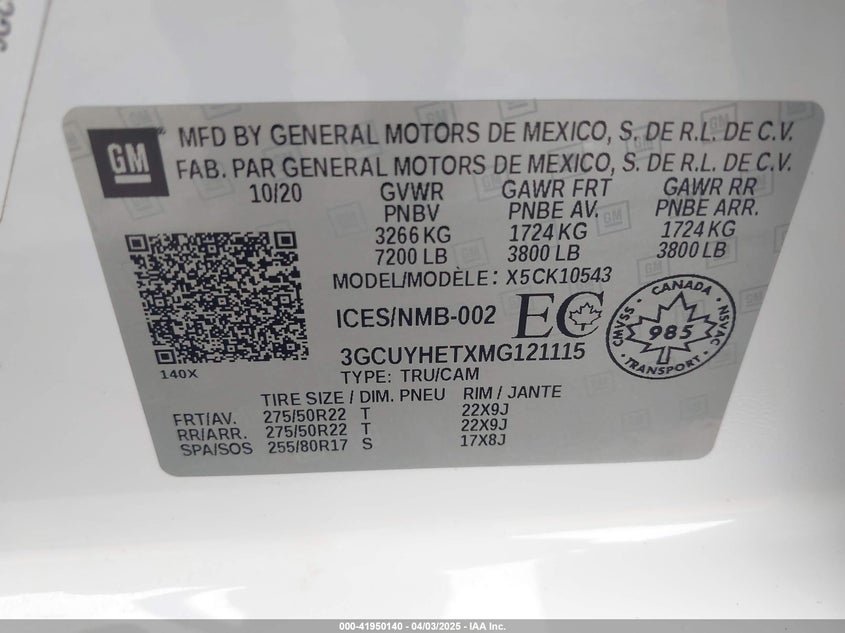 GM
MFD BY GENERAL MOTORS DE MEXICO, S. DE R.L. DE C.V.
FAB. PAR GENERAL MOTORS DE MEXICO, S. DE R.L. DE C.V.
10/20 GVWR GAWR FRT GAWR RR
PNBV PNBE AV. PNBE ARR.
3266 KG 1724 KG 1724 KG
7200 LB 3800 LB 3800 LB
MODEL/MODÈLE: X5CK10543
ICES/NMB-002 EC
CANADA CMVSS 985 NSVAC TRANSPORT
3GCUYHETXMG121115
140X
TYPE: TRU/CAM
TIRE SIZE / DIM. PNEU RIM / JANTE
FRT/AV. 275/50R22 T 22X9J
RR/ARR. 275/50R22 T 22X9J
SPA/SOS 255/80R17 S 17X8J
000-41950140 - 04/03/2025 - IAA Inc.